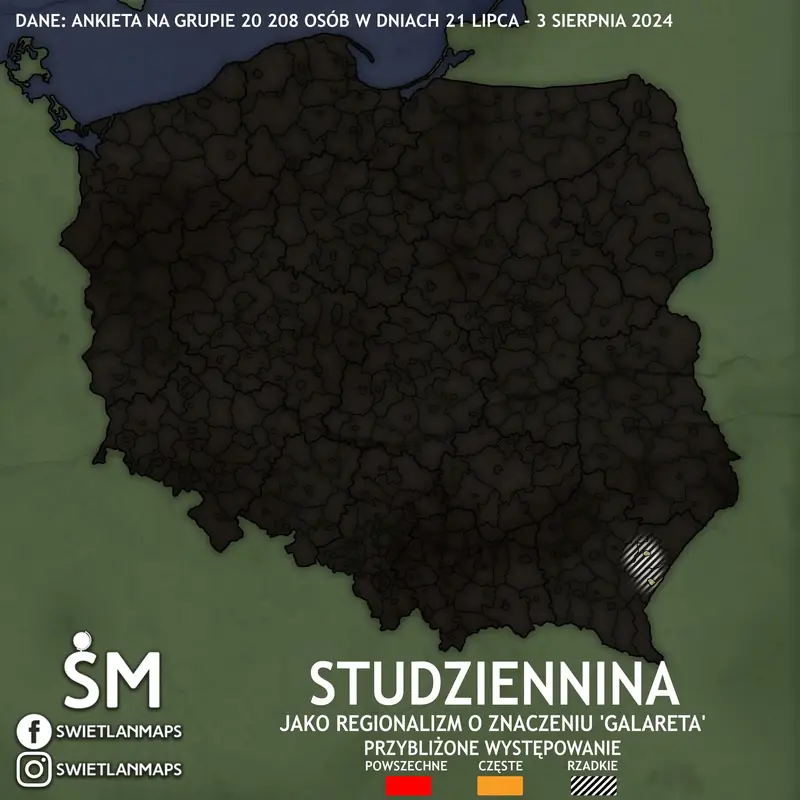 DANE: ANKIETA NA GRUPIE 20 208 OSÓB W DNIACH 21 LIPCA - 3 SIERPNIA 2024
ŚM
SWIETLANMAPS
SWIETLANMAPS
STUDZIENNINA
JAKO REGIONALIZM O ZNACZENIU 'GALARETA'
PRZYBLIŻONE WYSTĘPOWANIE
POWSZECHNE CZĘSTE RZADKIE